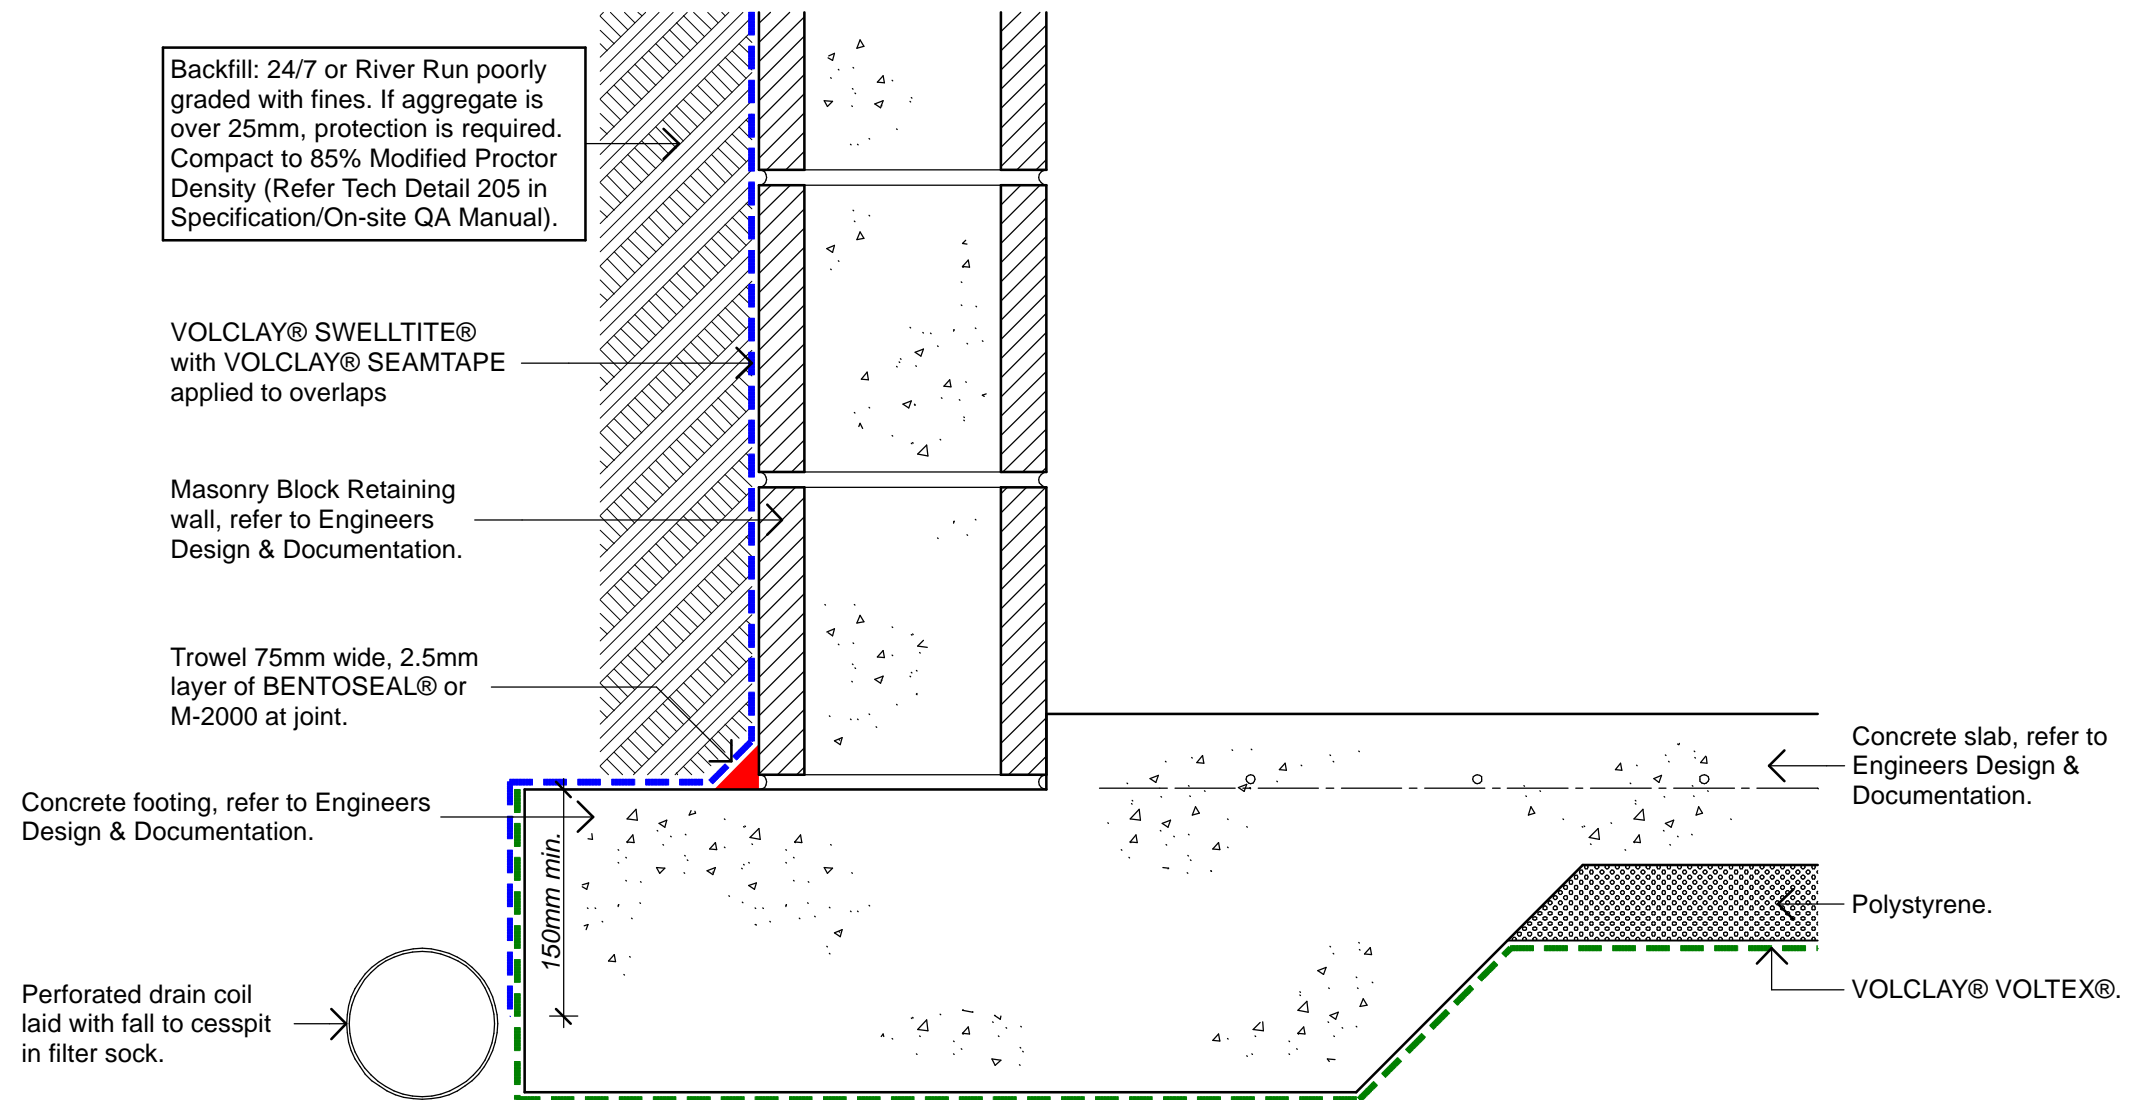 Backfill: 24/7 or River Run poorly
graded with fines. If aggregate is
over 25mm, protection is required.
Compact to 85% Modified Proctor
Density (Refer Tech Detail 205 in
Specification/On-site QA Manual).
VOLCLAY® SWELLTITE®
with VOLCLAY® SEAMTAPE
applied to overlaps
Masonry Block Retaining
wall, refer to Engineers
Design & Documentation.
Trowel 75mm wide, 2.5mm
layer of BENTOSEAL® or
M-2000 at joint.
Concrete footing, refer to Engineers
Design & Documentation.
150mm min.
Perforated drain coil
laid with fall to cesspit
in filter sock.
Concrete slab, refer to
Engineers Design &
Documentation.
Polystyrene.
VOLCLAY® VOLTEX®.